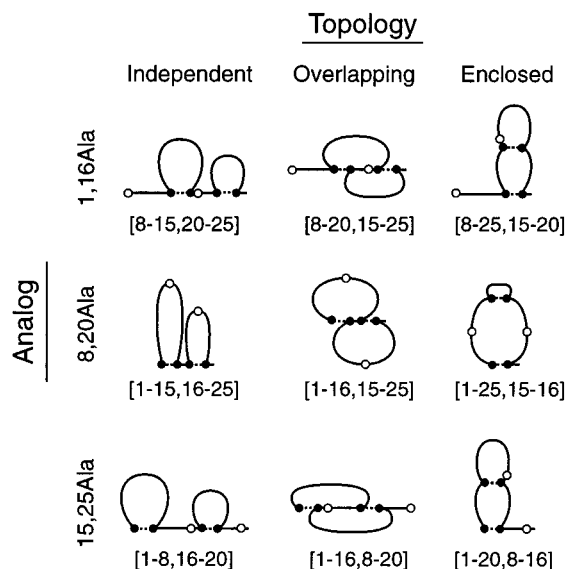 Topology
Independent Overlapping Enclosed
Analog
1,16Ala
[8-15,20-25] [8-20,15-25] [8-25,15-20]
8,20Ala
[1-15,16-25] [1-16,15-25] [1-25,15-16]
15,25Ala
[1-8,16-20] [1-16,8-20] [1-20,8-16]